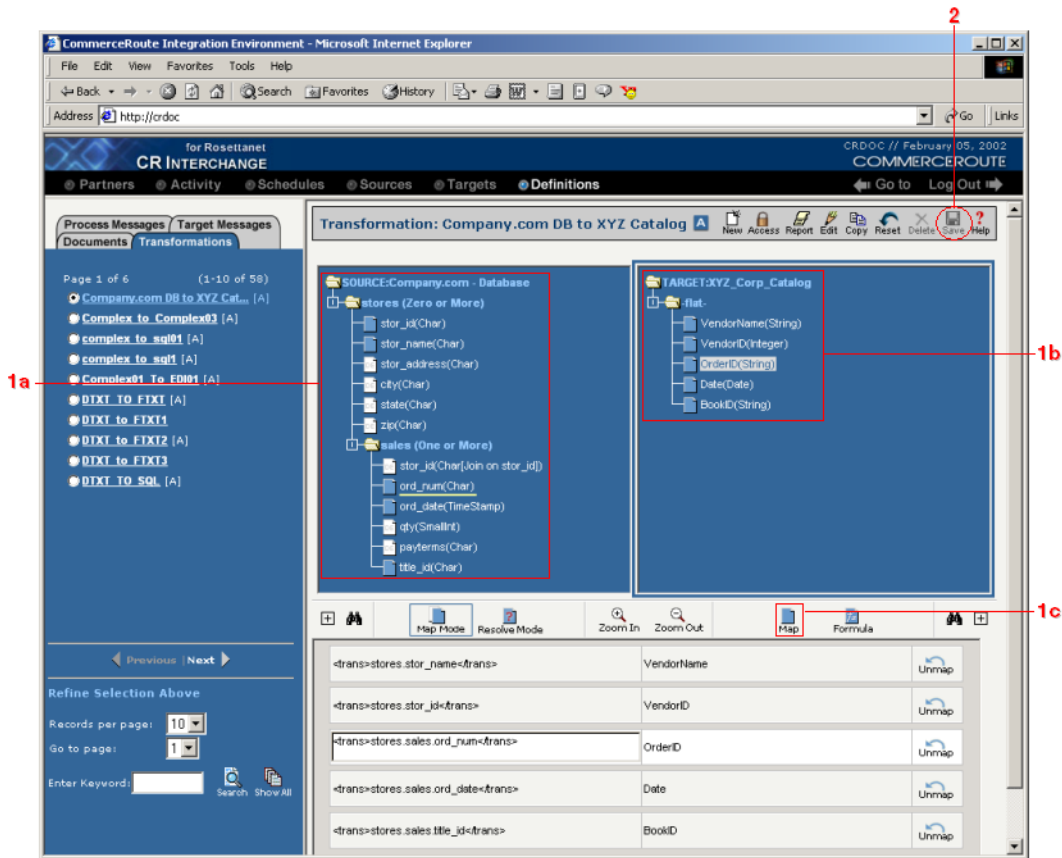 2
CommerceRoute Integration Environment - Microsoft Internet Explorer
File Edit View Favorites Tools Help
Back Search Favorites History
Address http://crdoc Go Links
for Rosettanet
CR INTERCHANGE
CRDOC // February 05, 2002
COMMERCEROUTE
Partners Activity Schedules Sources Targets Definitions Go to Log Out
Process Messages Target Messages
Documents Transformations
Transformation: Company.com DB to XYZ Catalog A
New Access Report Edit Copy Reset Delete Save Help
Page 1 of 6 (1-10 of 58)
Company.com DB to XYZ Cat... [A]
Complex to Complex03 [A]
complex to sql01 [A]
complex to sql1 [A]
Complex01 To EDI01 [A]
DTXT TO FTXT [A]
DTXT to FTXT1
DTXT to FTXT2 [A]
DTXT to FTXT3
DTXT TO SQL [A]
Previous | Next
Refine Selection Above
Records per page: 10
Go to page: 1
Enter Keyword: Search Show All
1a
SOURCE:Company.com - Database
stores (Zero or More)
stor_id(Char)
stor_name(Char)
stor_address(Char)
city(Char)
state(Char)
zip(Char)
sales (One or More)
stor_id(Char[Join on stor_id])
ord_num(Char)
ord_date(TimeStamp)
qty(SmallInt)
payterms(Char)
title_id(Char)
TARGET:XYZ_Corp_Catalog
-flat-
VendorName(String)
VendorID(Integer)
OrderID(String)
Date(Date)
BookID(String)
1b
Map Mode Resolve Mode Zoom In Zoom Out Map Formula
1c
<trans>stores.stor_name</trans> VendorName Unmap
<trans>stores.stor_id</trans> VendorID Unmap
<trans>stores.sales.ord_num</trans> OrderID Unmap
<trans>stores.sales.ord_date</trans> Date Unmap
<trans>stores.sales.title_id</trans> BookID Unmap